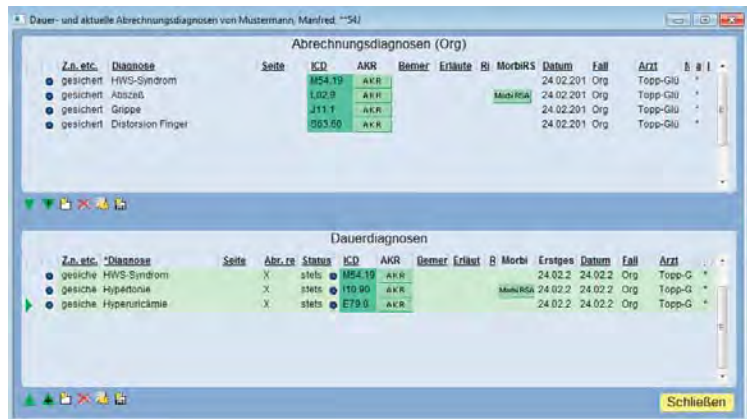 Dauer- und aktuelle Abrechnungsdiagnosen von Mustermann, Manfred,
Abrechnungsdiagnosen (Org)
Z.n. etc. Diagnose Seite ICD AKR Bemer Erläute Ri MorbiRS Datum Fall Arzt
gesichert HWS-Syndrom M54.19 AKR 24.02.201 Org Topp-Glü *
gesichert Abszeß L02.9 AKR Morbi RSA 24.02.201 Org Topp-Glü *
gesichert Grippe J11.1 AKR 24.02.201 Org Topp-Glü *
gesichert Distorsion Finger S63.60 AKR 24.02.201 Org Topp-Glü *
Dauerdiagnosen
Z.n. etc. *Diagnose Seite Abr. re Status ICD AKR Bemer Erläut R Morbi Erstges Datum Fall Arzt
gesiche HWS-Syndrom X stets M54.19 AKR 24.02.2 24.02.2 Org Topp-G *
gesiche Hypertonie X stets I10.90 AKR Morbi RSA 24.02.2 24.02.2 Org Topp-G *
gesiche Hyperuricämie X stets E79.0 AKR 24.02.2 24.02.2 Org Topp-G *
Schließen